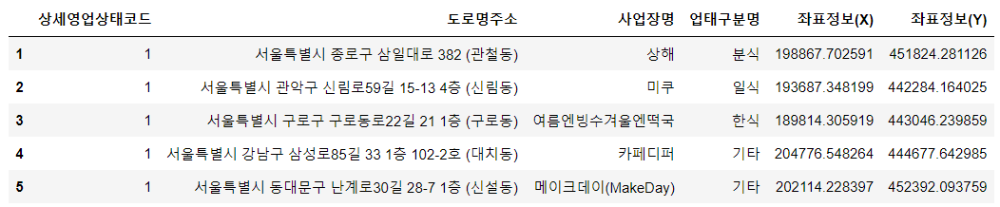 상세영업상태코드 도로명주소 사업장명 업태구분명 좌표정보(X) 좌표정보(Y)
1 1 서울특별시 종로구 삼일대로 382 (관철동) 상해 분식 198867.702591 451824.281126
2 1 서울특별시 관악구 신림로59길 15-13 4층 (신림동) 미쿠 일식 193687.348199 442284.164025
3 1 서울특별시 구로구 구로동로22길 21 1층 (구로동) 여름엔빙수겨울엔떡국 한식 189814.305919 443046.239859
4 1 서울특별시 강남구 삼성로85길 33 1층 102-2호 (대치동) 카페디퍼 기타 204776.548264 444677.642985
5 1 서울특별시 동대문구 난계로30길 28-7 1층 (신설동) 메이크데이(MakeDay) 기타 202114.228397 452392.093759